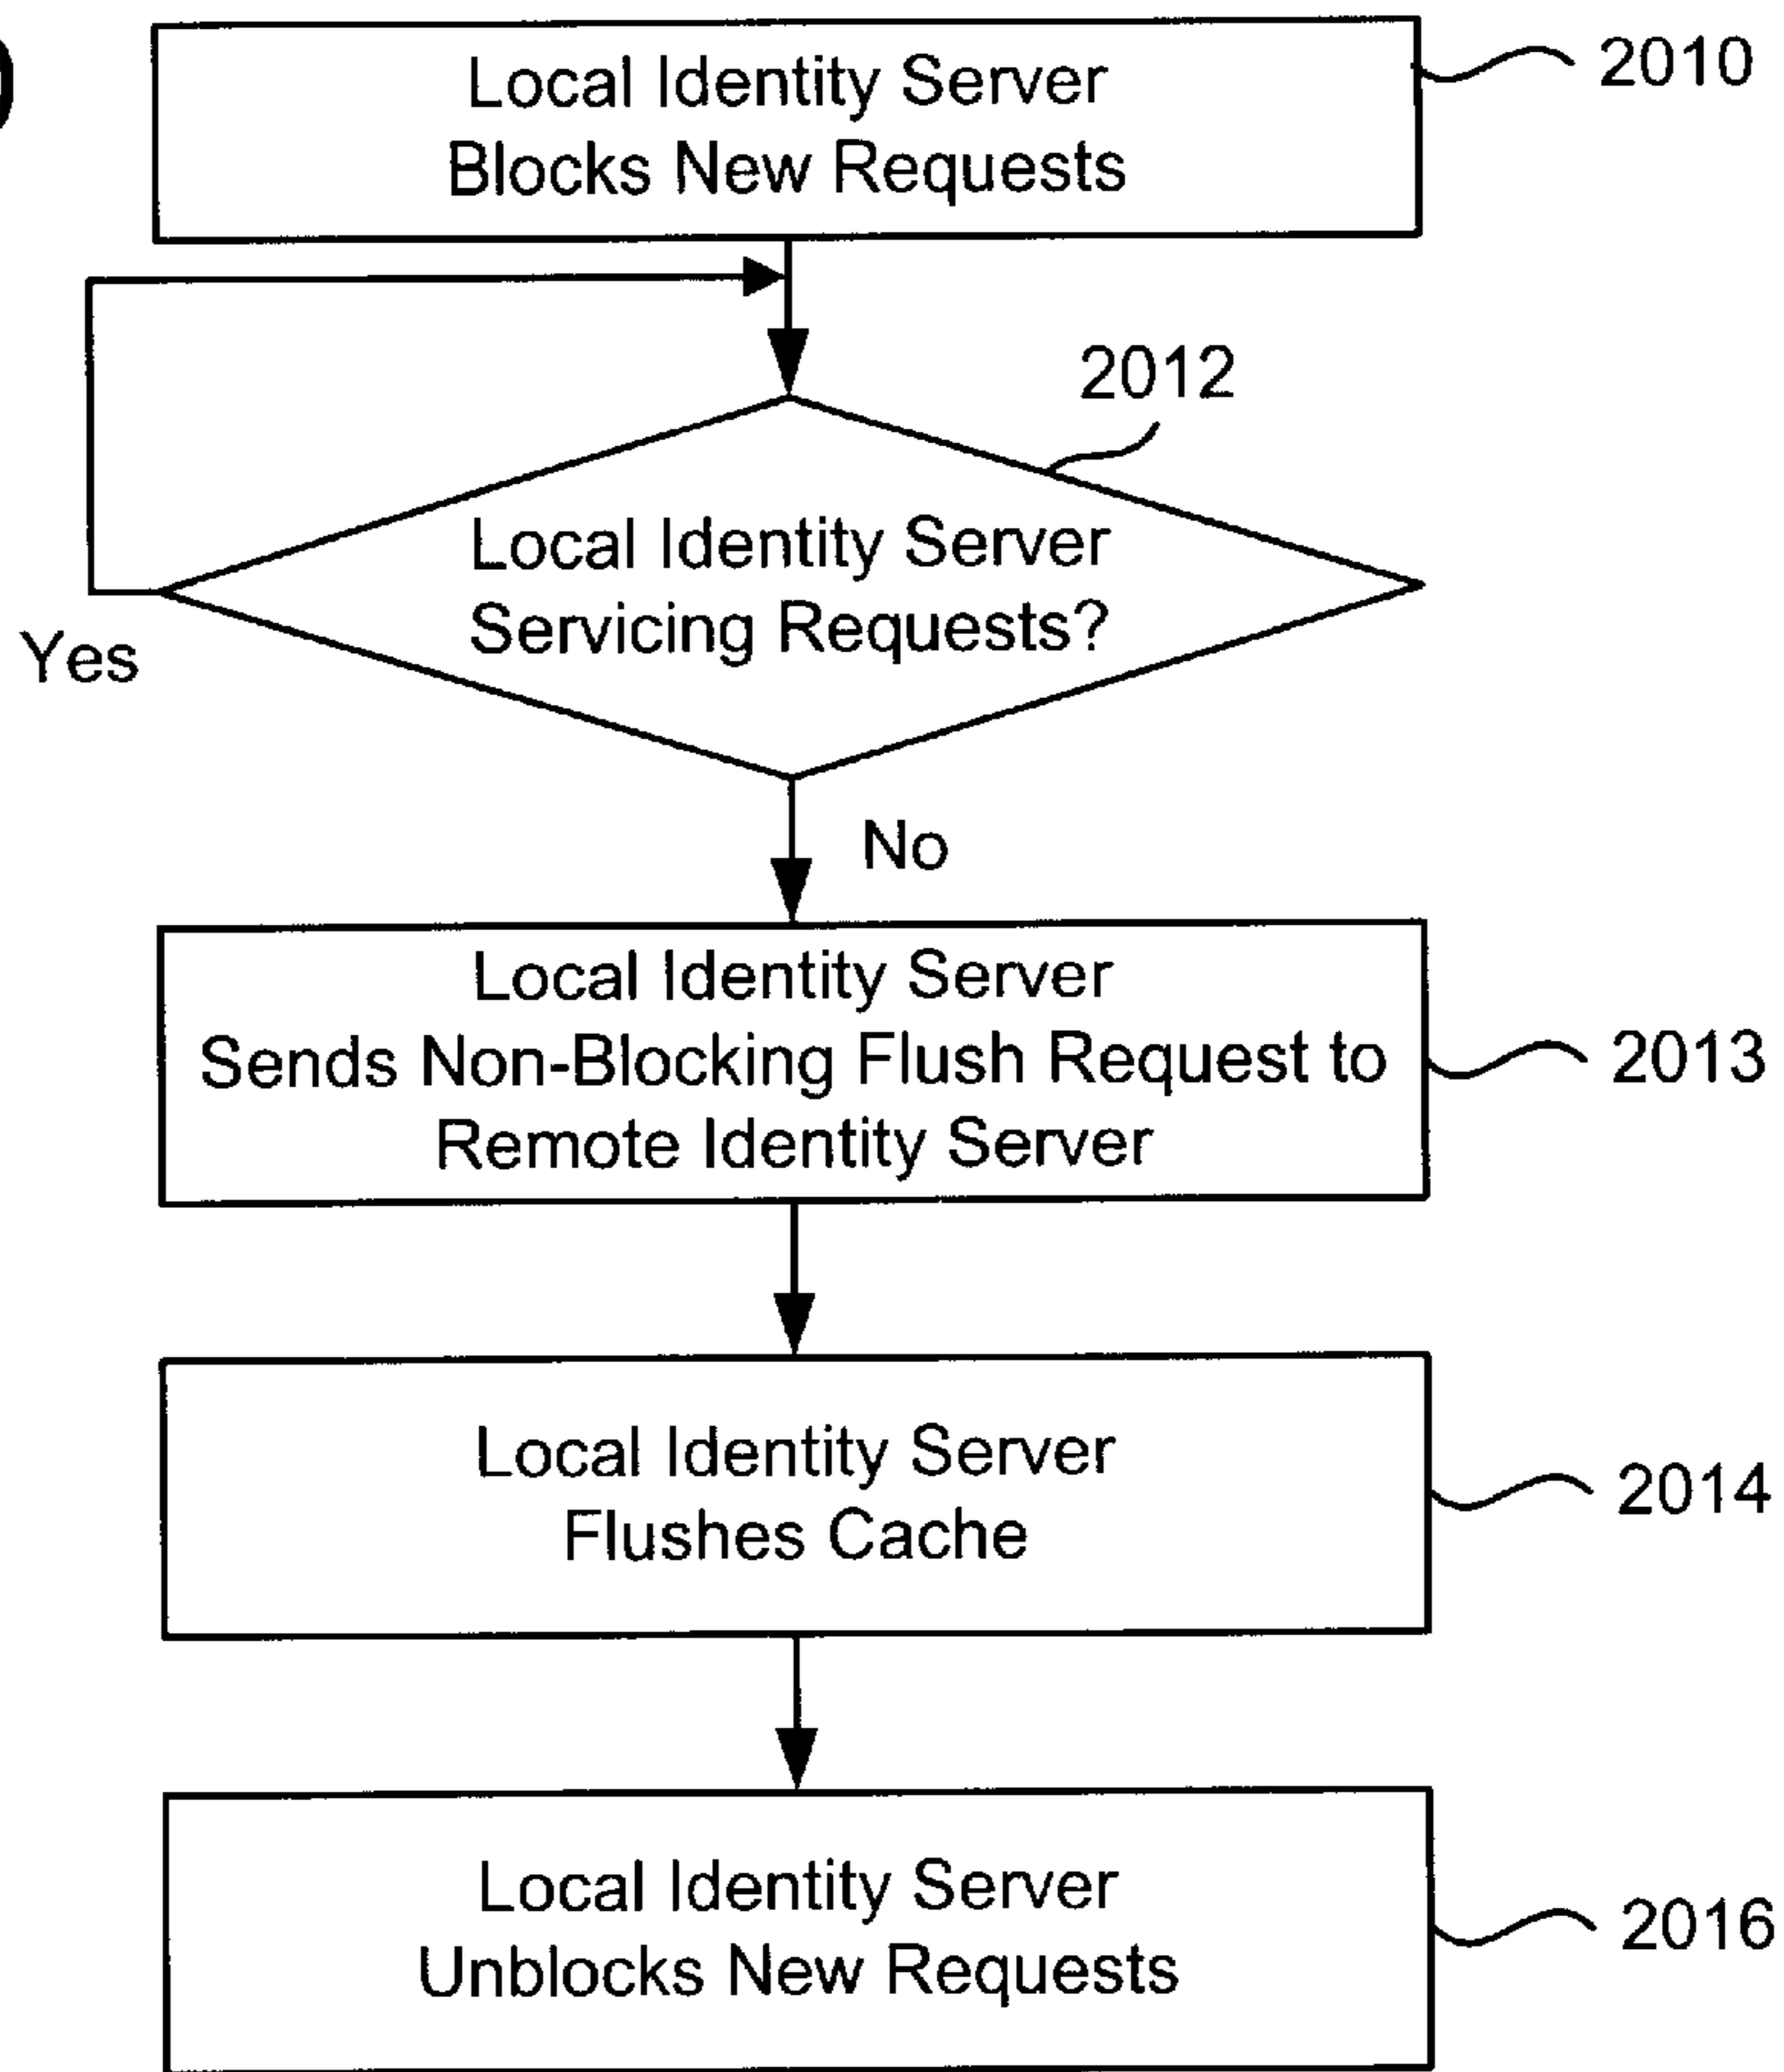 Local Identity Server
Blocks New Requests
2010
2012
Local Identity Server
Servicing Requests?
Yes
No
Local Identity Server
Sends Non-Blocking Flush Request to
Remote Identity Server
2013
Local Identity Server
Flushes Cache
2014
Local Identity Server
Unblocks New Requests
2016